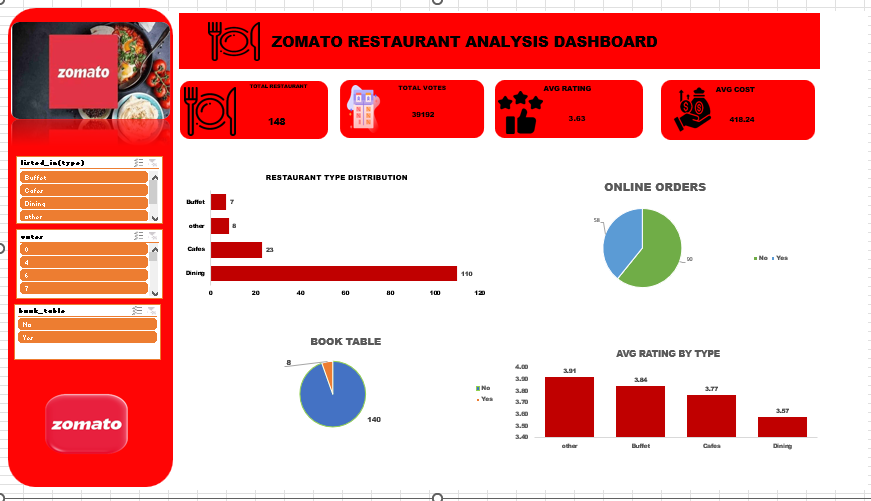 zomato
ZOMATO RESTAURANT ANALYSIS DASHBOARD
TOTAL RESTAURANT
148
TOTAL VOTES
39192
AVG RATING
3.63
AVG COST
418.24
listed_in(type)
Buffet
Cafes
Dining
other
votes
0
4
6
7
book_table
No
Yes
zomato
RESTAURANT TYPE DISTRIBUTION
Buffet 7
other 8
Cafes 23
Dining 110
0 20 40 60 80 100 120
ONLINE ORDERS
58
90
No Yes
BOOK TABLE
8
140
No
Yes
AVG RATING BY TYPE
4.00
3.90
3.80
3.70
3.60
3.50
3.40
3.91 3.84 3.77 3.57
other Buffet Cafes Dining